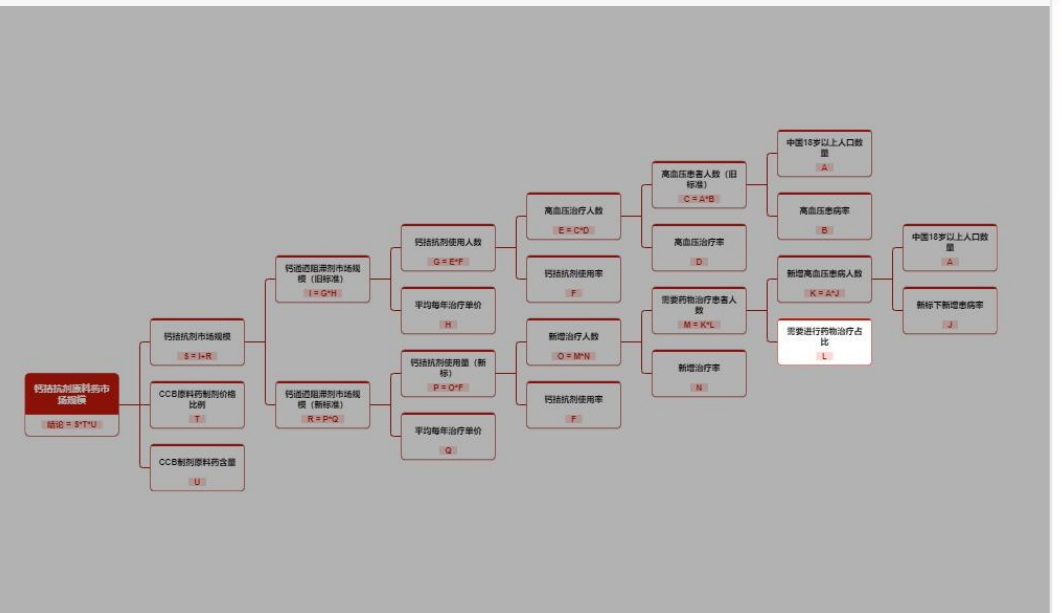 钙拮抗剂原料药市
场规模
结论 = S*T*U
钙拮抗剂市场规模
S = I+R
CCB原料药制剂价格
比例
T
CCB制剂原料药含量
U
钙通道阻滞剂市场规
模（旧标准）
I = G*H
钙通道阻滞剂市场规
模（新标准）
R = P*Q
钙拮抗剂使用人数
G = E*F
平均每年治疗单价
H
钙拮抗剂使用量（新
标）
P = O*F
平均每年治疗单价
Q
高血压治疗人数
E = C*D
钙拮抗剂使用率
F
新增治疗人数
O = M*N
钙拮抗剂使用率
F
高血压患者人数（旧
标准）
C = A*B
高血压治疗率
D
需要药物治疗患者人
数
M = K*L
新增治疗率
N
中国18岁以上人口数
量
A
高血压患病率
B
新增高血压患病人数
K = A*J
需要进行药物治疗占
比
L
中国18岁以上人口数
量
A
新标下新增患病率
J